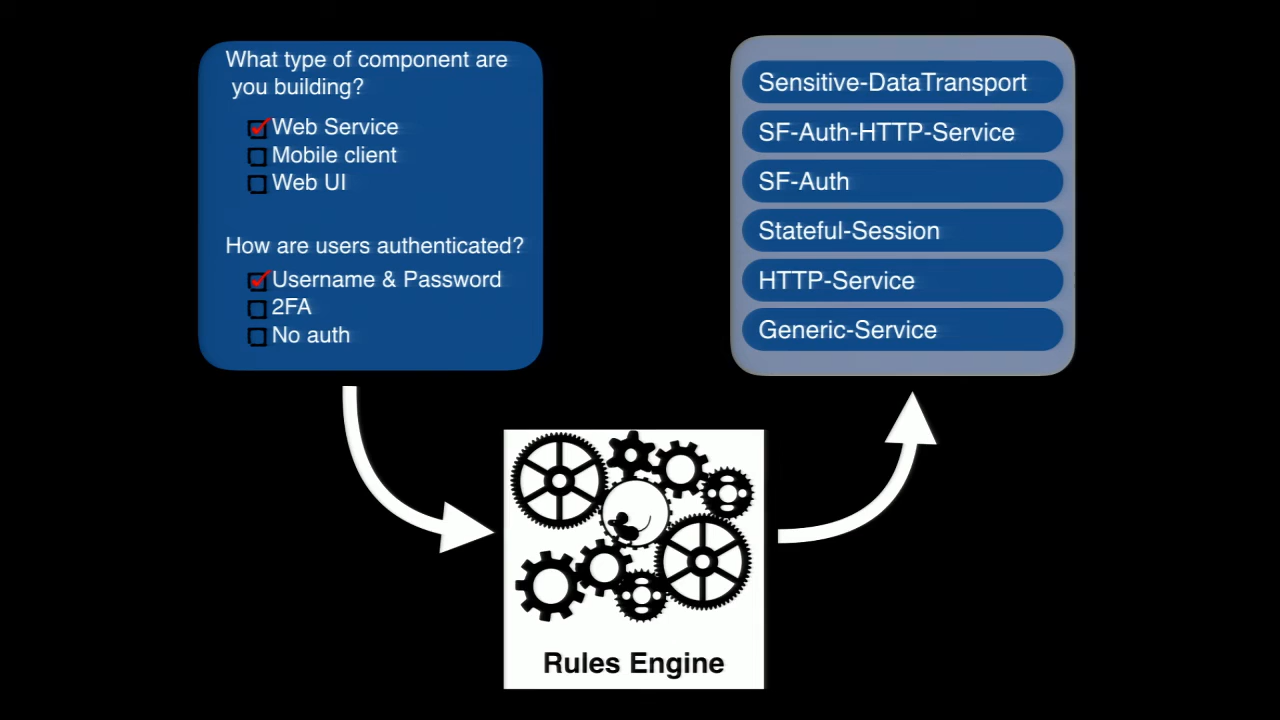 What type of component are
you building?
Web Service
Mobile client
Web UI
How are users authenticated?
Username & Password
2FA
No auth
Sensitive-DataTransport
SF-Auth-HTTP-Service
SF-Auth
Stateful-Session
HTTP-Service
Generic-Service
Rules Engine